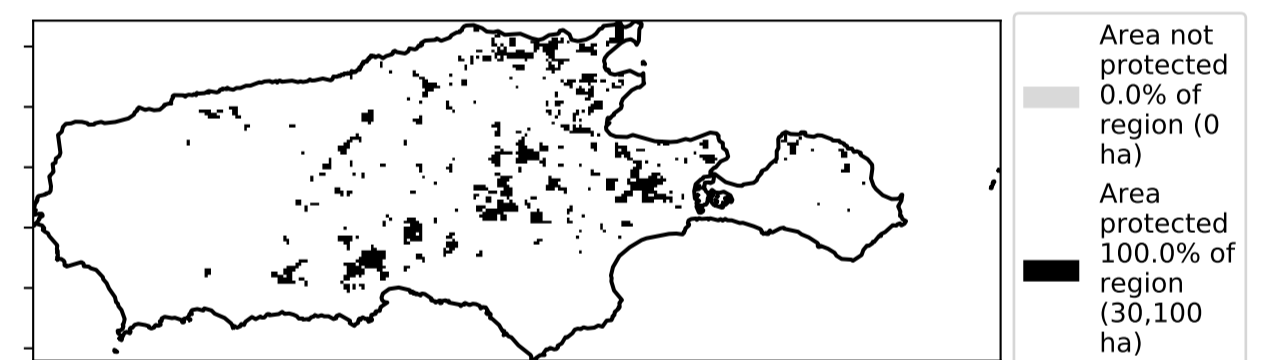 Area not
protected
0.0% of
region (0
ha)
Area
protected
100.0% of
region
(30,100
ha)